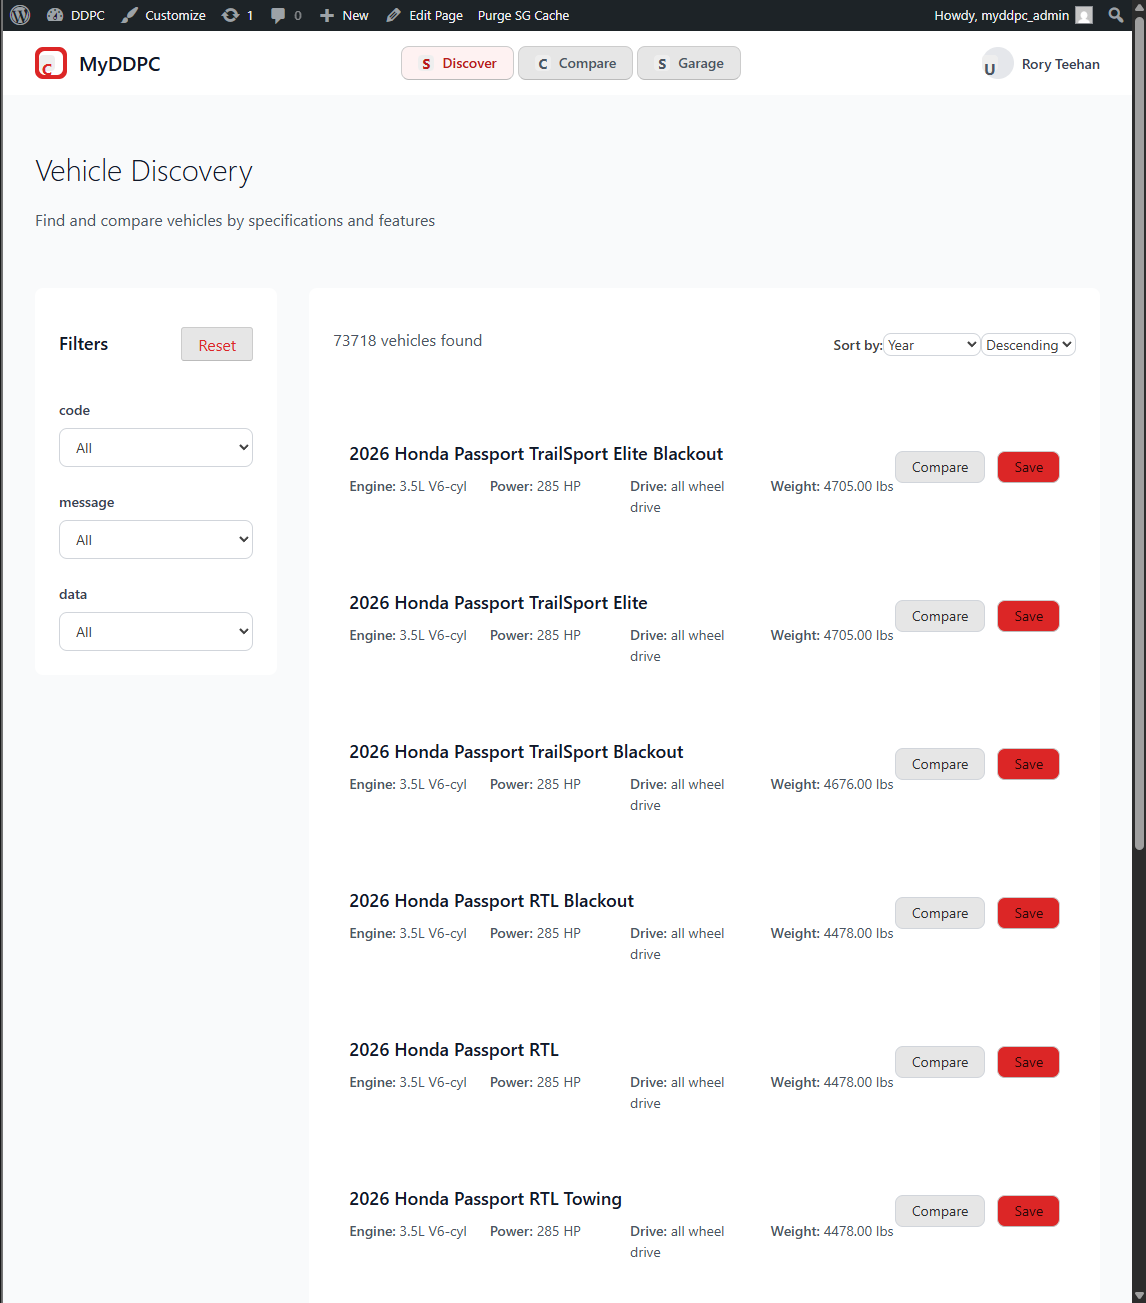 DDPC Customize 1 0 New Edit Page Purge SG Cache Howdy, myddpc_admin
C MyDDPC S Discover C Compare S Garage U Rory Teehan
Vehicle Discovery
Find and compare vehicles by specifications and features
Filters Reset
code
All
message
All
data
All
73718 vehicles found Sort by: Year Descending
2026 Honda Passport TrailSport Elite Blackout Compare Save
Engine: 3.5L V6-cyl Power: 285 HP Drive: all wheel Weight: 4705.00 lbs
drive
2026 Honda Passport TrailSport Elite Compare Save
Engine: 3.5L V6-cyl Power: 285 HP Drive: all wheel Weight: 4705.00 lbs
drive
2026 Honda Passport TrailSport Blackout Compare Save
Engine: 3.5L V6-cyl Power: 285 HP Drive: all wheel Weight: 4676.00 lbs
drive
2026 Honda Passport RTL Blackout Compare Save
Engine: 3.5L V6-cyl Power: 285 HP Drive: all wheel Weight: 4478.00 lbs
drive
2026 Honda Passport RTL Compare Save
Engine: 3.5L V6-cyl Power: 285 HP Drive: all wheel Weight: 4478.00 lbs
drive
2026 Honda Passport RTL Towing Compare Save
Engine: 3.5L V6-cyl Power: 285 HP Drive: all wheel Weight: 4478.00 lbs
drive